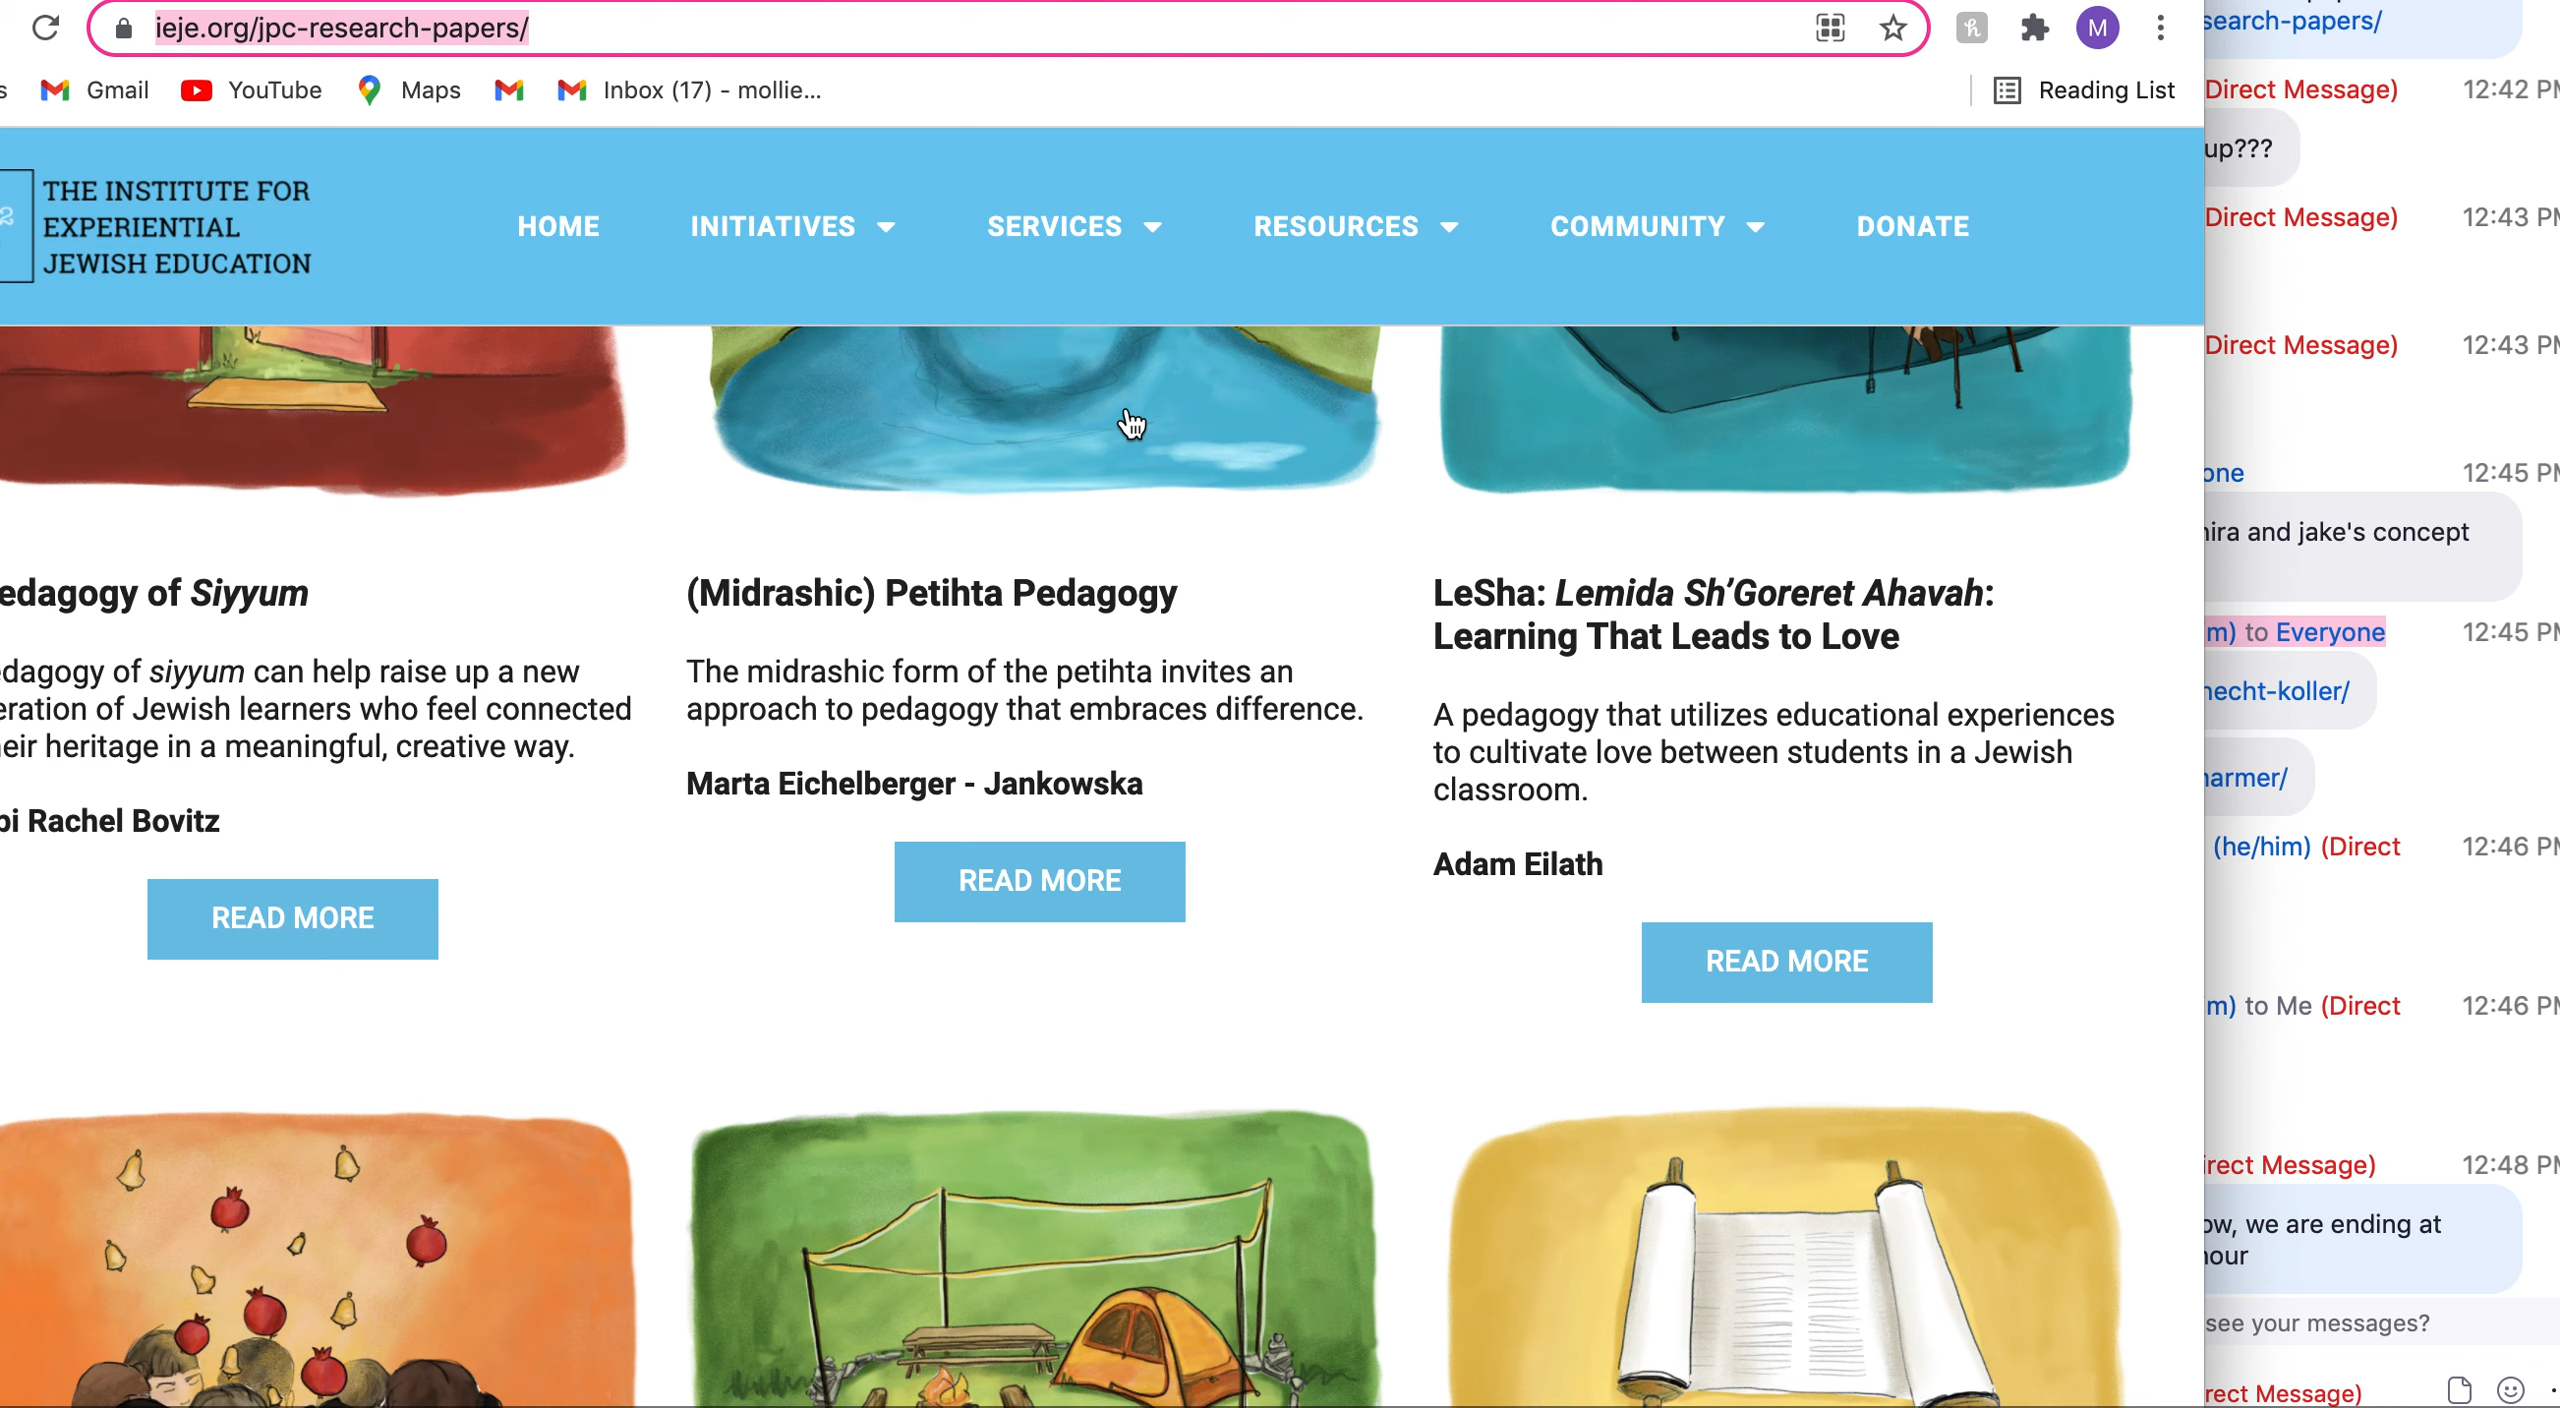 ieje.org/jpc-research-papers/
M
s
Gmail
YouTube
Maps
Inbox (17) - mollie...
Reading List
THE INSTITUTE FOR
EXPERIENTIAL
JEWISH EDUCATION
HOME
INITIATIVES
SERVICES
RESOURCES
COMMUNITY
DONATE
edagogy of Siyyum
dagogy of siyyum can help raise up a new
eration of Jewish learners who feel connected
eir heritage in a meaningful, creative way.
bi Rachel Bovitz
READ MORE
(Midrashic) Petihta Pedagogy
The midrashic form of the petihta invites an
approach to pedagogy that embraces difference.
Marta Eichelberger - Jankowska
READ MORE
LeSha: Lemida Sh’Goreret Ahavah:
Learning That Leads to Love
A pedagogy that utilizes educational experiences
to cultivate love between students in a Jewish
classroom.
Adam Eilath
READ MORE
search-papers/
Direct Message) 12:42 PM
up???
Direct Message) 12:43 PM
Direct Message) 12:43 PM
one 12:45 PM
ira and jake's concept
m) to Everyone 12:45 PM
necht-koller/
armer/
(he/him) (Direct 12:46 PM
m) to Me (Direct 12:46 PM
rect Message) 12:48 PM
ow, we are ending at
hour
see your messages?
rect Message)